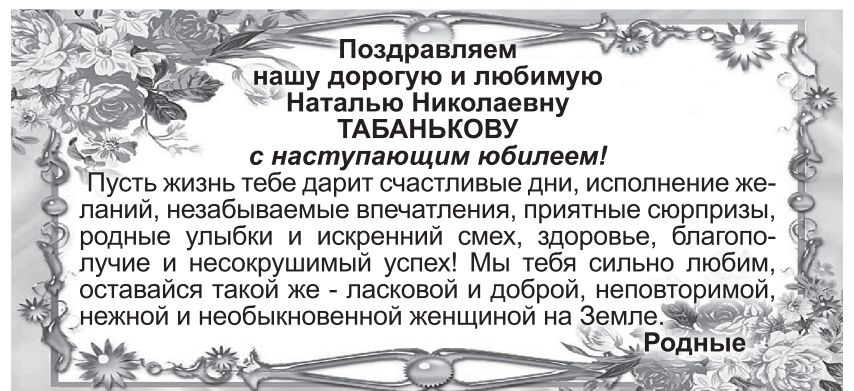 Поздравляем
нашу дорогую и любимую
Наталью Николаевну
ТАБАНЬКОВУ
с наступающим юбилеем!
Пусть жизнь тебе дарит счастливые дни, исполнение же-
ланий, незабываемые впечатления, приятные сюрпризы,
родные улыбки и искренний смех, здоровье, благопо-
лучие и несокрушимый успех! Мы тебя сильно любим,
оставайся такой же - ласковой и доброй, неповторимой,
нежной и необыкновенной женщиной на Земле.
Родные